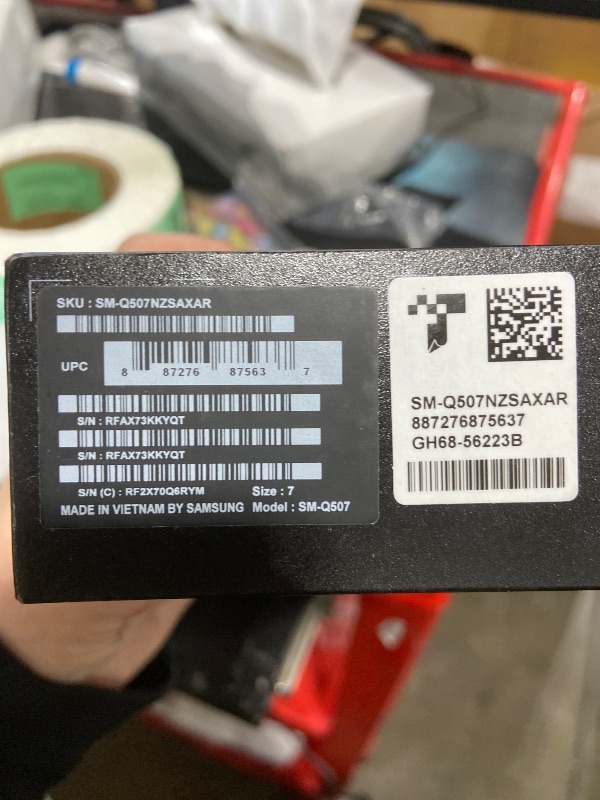 SKU : SM-Q507NZSAXAR
UPC
8 87276 87563 7
S/N : RFAX73KKYQT
S/N : RFAX73KKYQT
S/N (C) : RF2X70Q6RYM Size : 7
MADE IN VIETNAM BY SAMSUNG Model : SM-Q507
SM-Q507NZSAXAR
887276875637
GH68-56223B